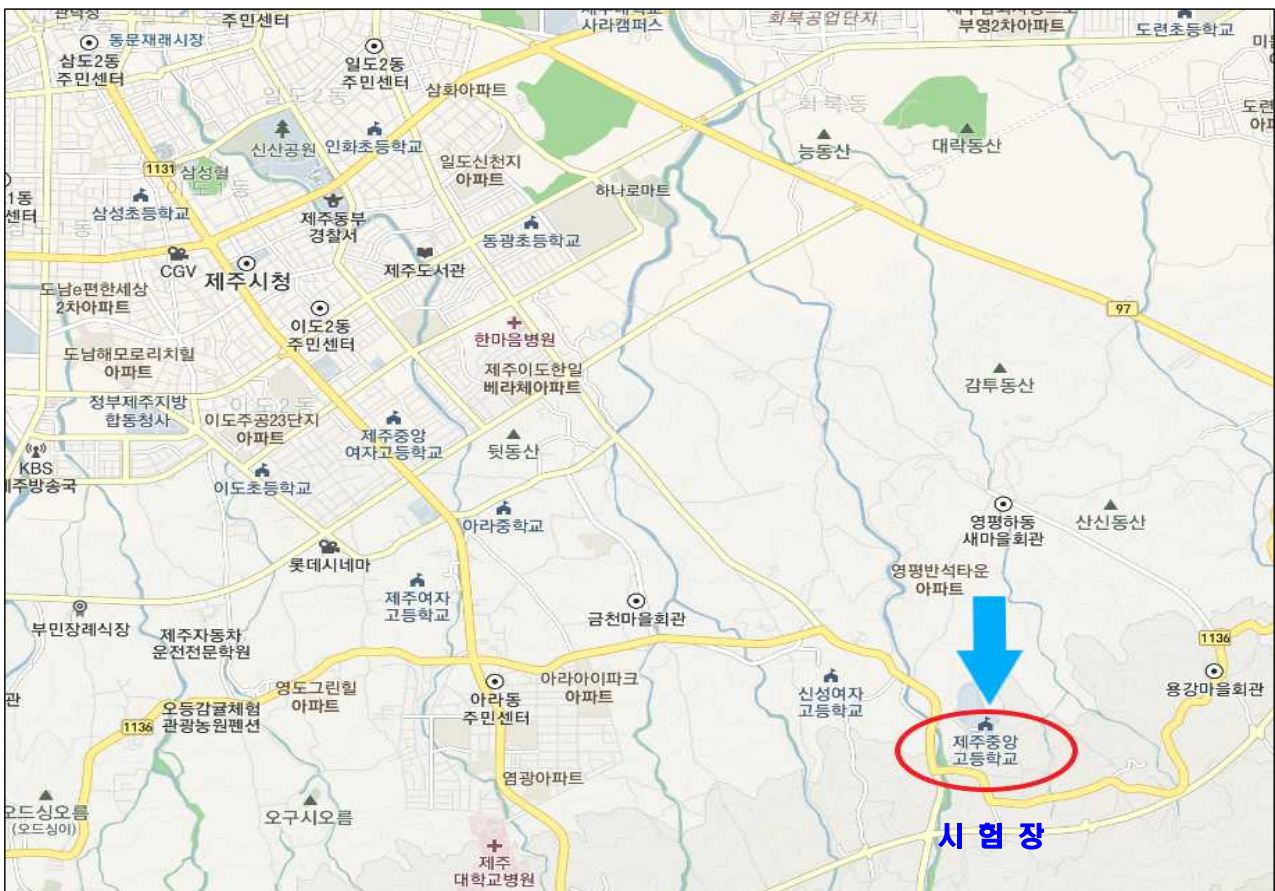 주민센터
사라캠퍼스
화북공업단지
부영2차아파트
도련초등학교
동문재래시장
삼도2동
주민센터
일도2동
주민센터
일도2동
삼화아파트
화북동
능동산
대락동산
신산공원
인화초등학교
일도신천지
아파트
1131
삼성혈
삼성초등학교
제주동부
경찰서
하나로마트
동광초등학교
CGV
제주시청
제주도서관
도남e편한세상
2차아파트
이도2동
주민센터
97
한마음병원
도남해모로리치힐
아파트
제주이도한일
베라체아파트
감투동산
정부제주지방
합동청사
이도2동
이도주공23단지
아파트
제주중앙
여자고등학교
뒷동산
KBS
제주방송국
이도초등학교
아라중학교
영평하동
새마을회관
산신동산
롯데시네마
제주여자
고등학교
영평반석타운
아파트
금천마을회관
부민장례식장
제주자동차
운전전문학원
1136
아라아이파크
아파트
신성여자
고등학교
용강마을회관
영도그린힐
아파트
아라동
주민센터
오등감귤체험
관광농원펜션
1136
제주중앙
고등학교
염광아파트
오드싱오름
(오드싱이)
오구시오름
시 험 장
제주
대학교병원